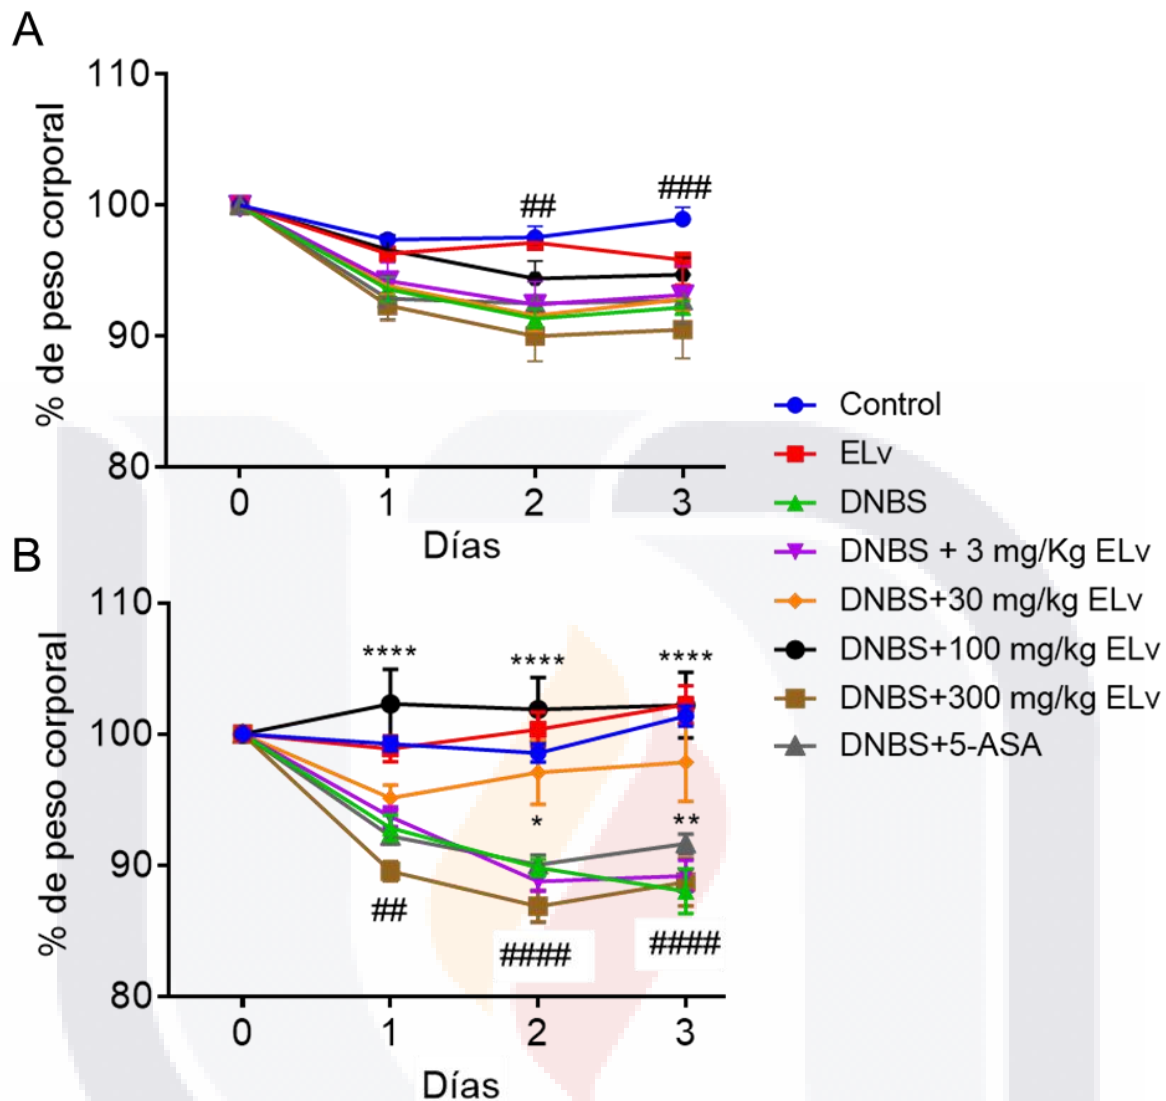 A
110
100
90
80
% de peso corporal
##
###
0 1 2 3
Días
Control
ELv
DNBS
DNBS + 3 mg/Kg ELv
DNBS+30 mg/kg ELv
DNBS+100 mg/kg ELv
DNBS+300 mg/kg ELv
DNBS+5-ASA
B
110
100
90
80
% de peso corporal
**** **** ****
* **
##
#### ####
0 1 2 3
Días